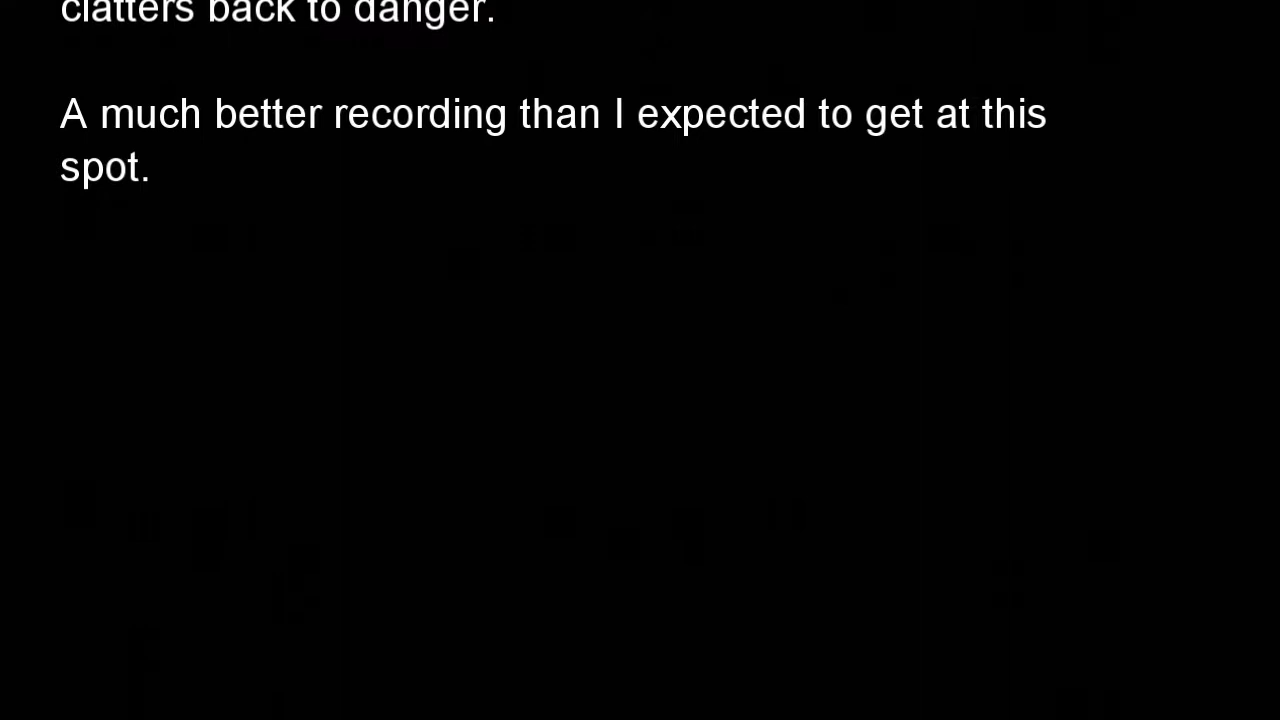 clatters back to danger.
A much better recording than I expected to get at this
spot.